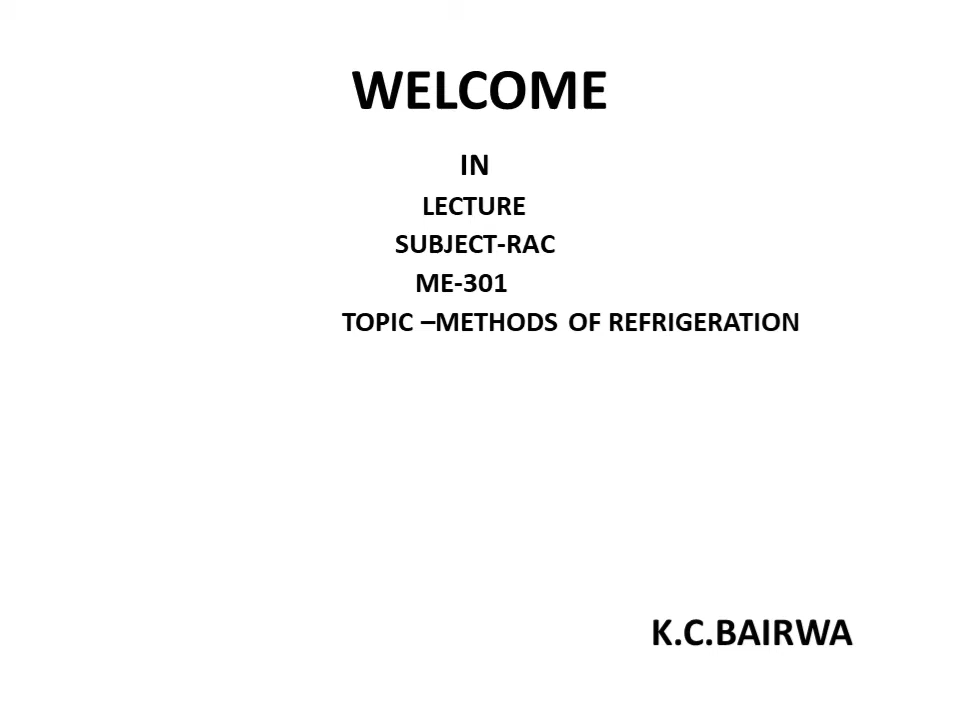 WELCOME
IN
LECTURE
SUBJECT-RAC
ME-301
TOPIC –METHODS OF REFRIGERATION
K.C.BAIRWA